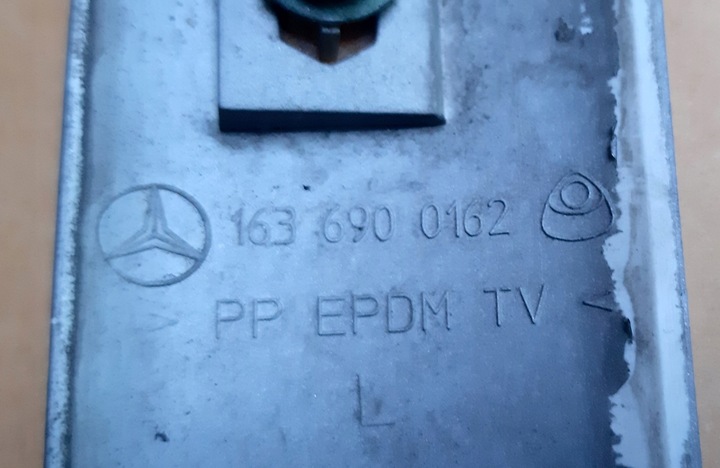 163 690 0162
> PP EPDM TV <
L